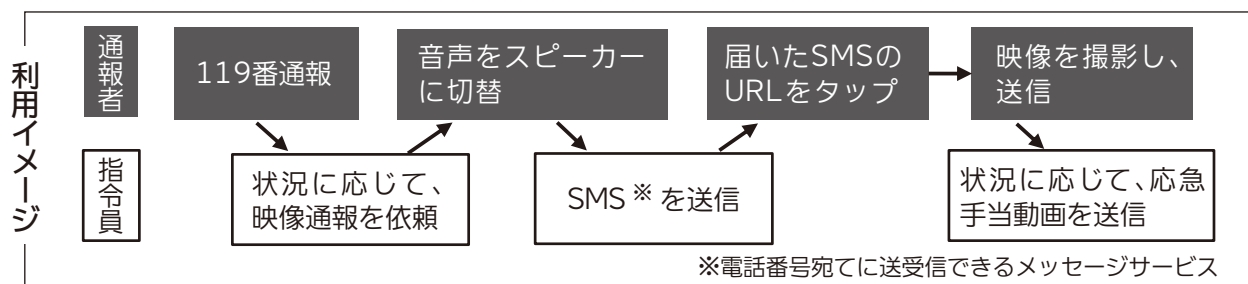 利用イメージ
通報者
119番通報
音声をスピーカー
に切替
届いたSMSの
URLをタップ
映像を撮影し、
送信
指令員
状況に応じて、
映像通報を依頼
SMS※を送信
状況に応じて、応急
手当動画を送信
※電話番号宛てに送受信できるメッセージサービス